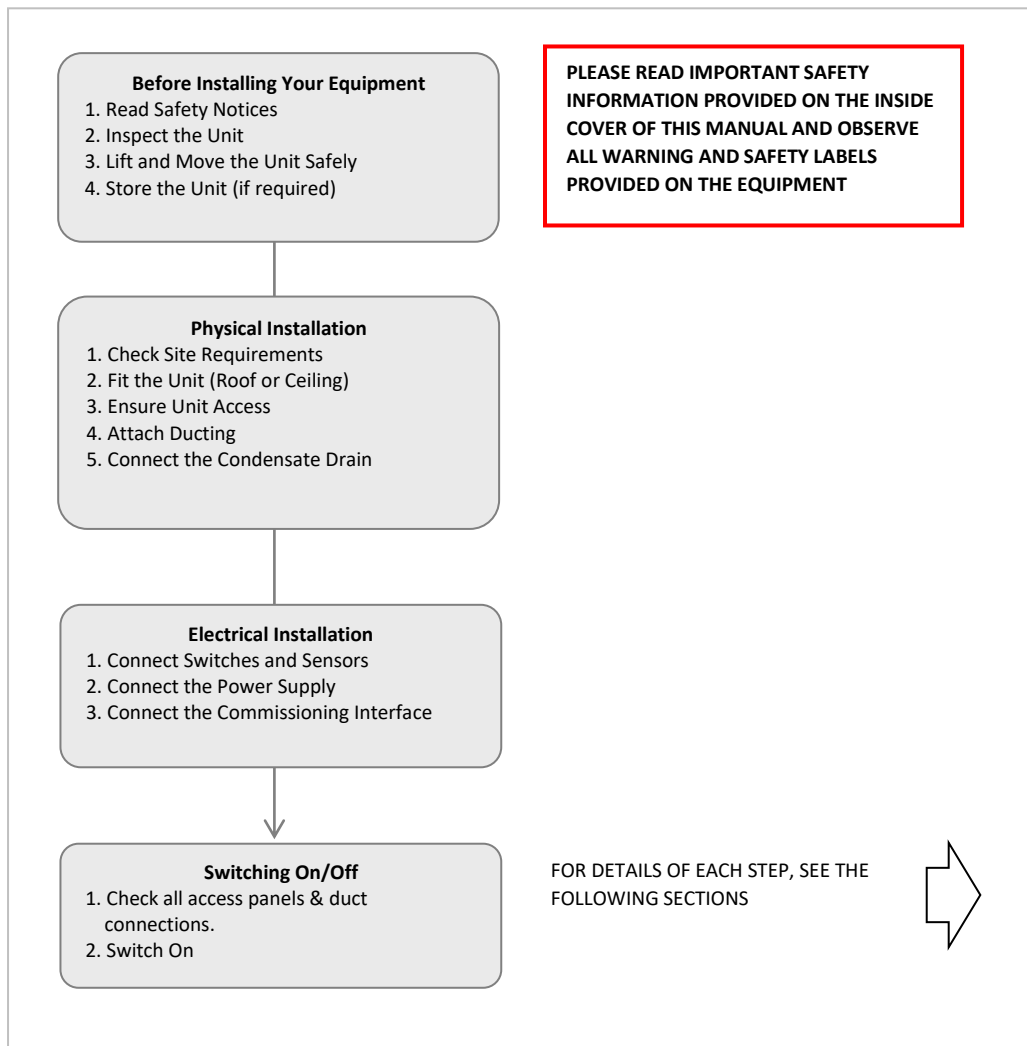 Before Installing Your Equipment
1. Read Safety Notices
2. Inspect the Unit
3. Lift and Move the Unit Safely
4. Store the Unit (if required)
PLEASE READ IMPORTANT SAFETY
INFORMATION PROVIDED ON THE INSIDE
COVER OF THIS MANUAL AND OBSERVE
ALL WARNING AND SAFETY LABELS
PROVIDED ON THE EQUIPMENT
Physical Installation
1. Check Site Requirements
2. Fit the Unit (Roof or Ceiling)
3. Ensure Unit Access
4. Attach Ducting
5. Connect the Condensate Drain
Electrical Installation
1. Connect Switches and Sensors
2. Connect the Power Supply
3. Connect the Commissioning Interface
Switching On/Off
1. Check all access panels & duct
connections.
2. Switch On
FOR DETAILS OF EACH STEP, SEE THE
FOLLOWING SECTIONS